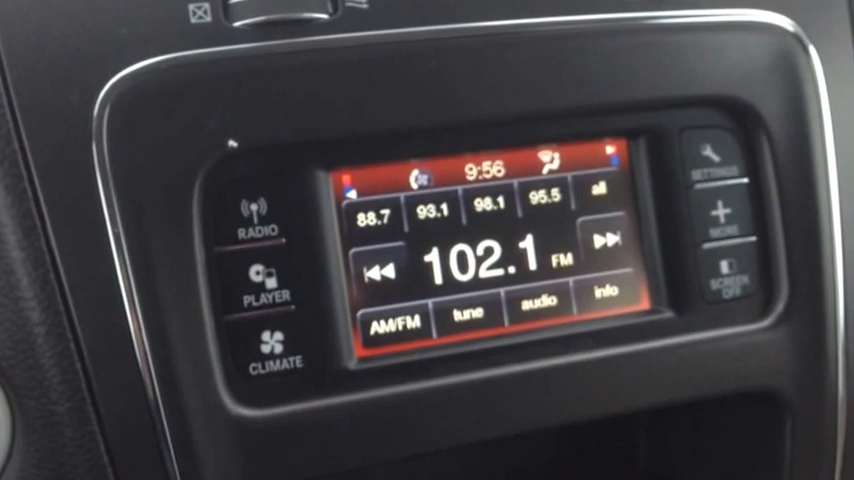 9:56
88.7 93.1 98.1 95.5 all
102.1 FM
AM/FM tune audio info
RADIO
PLAYER
CLIMATE
SETTINGS
MORE
SCREEN
OFF